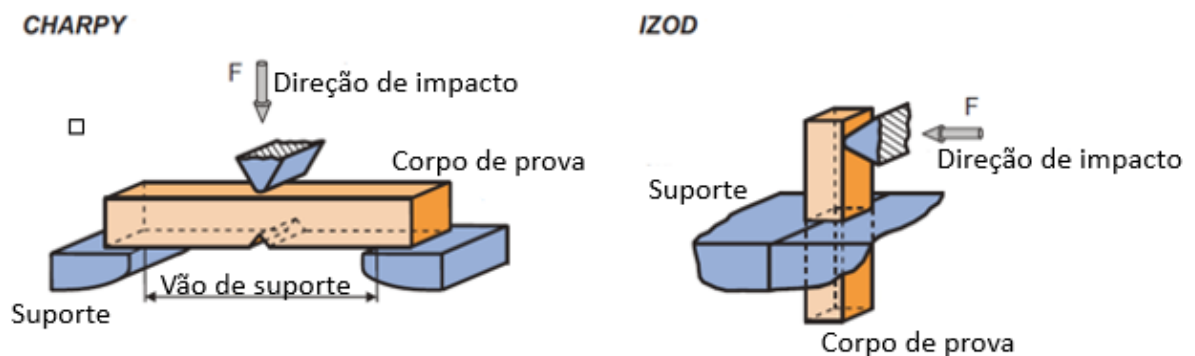 CHARPY
F
Direção de impacto
Corpo de prova
Vão de suporte
Suporte
IZOD
F
Direção de impacto
Suporte
Corpo de prova